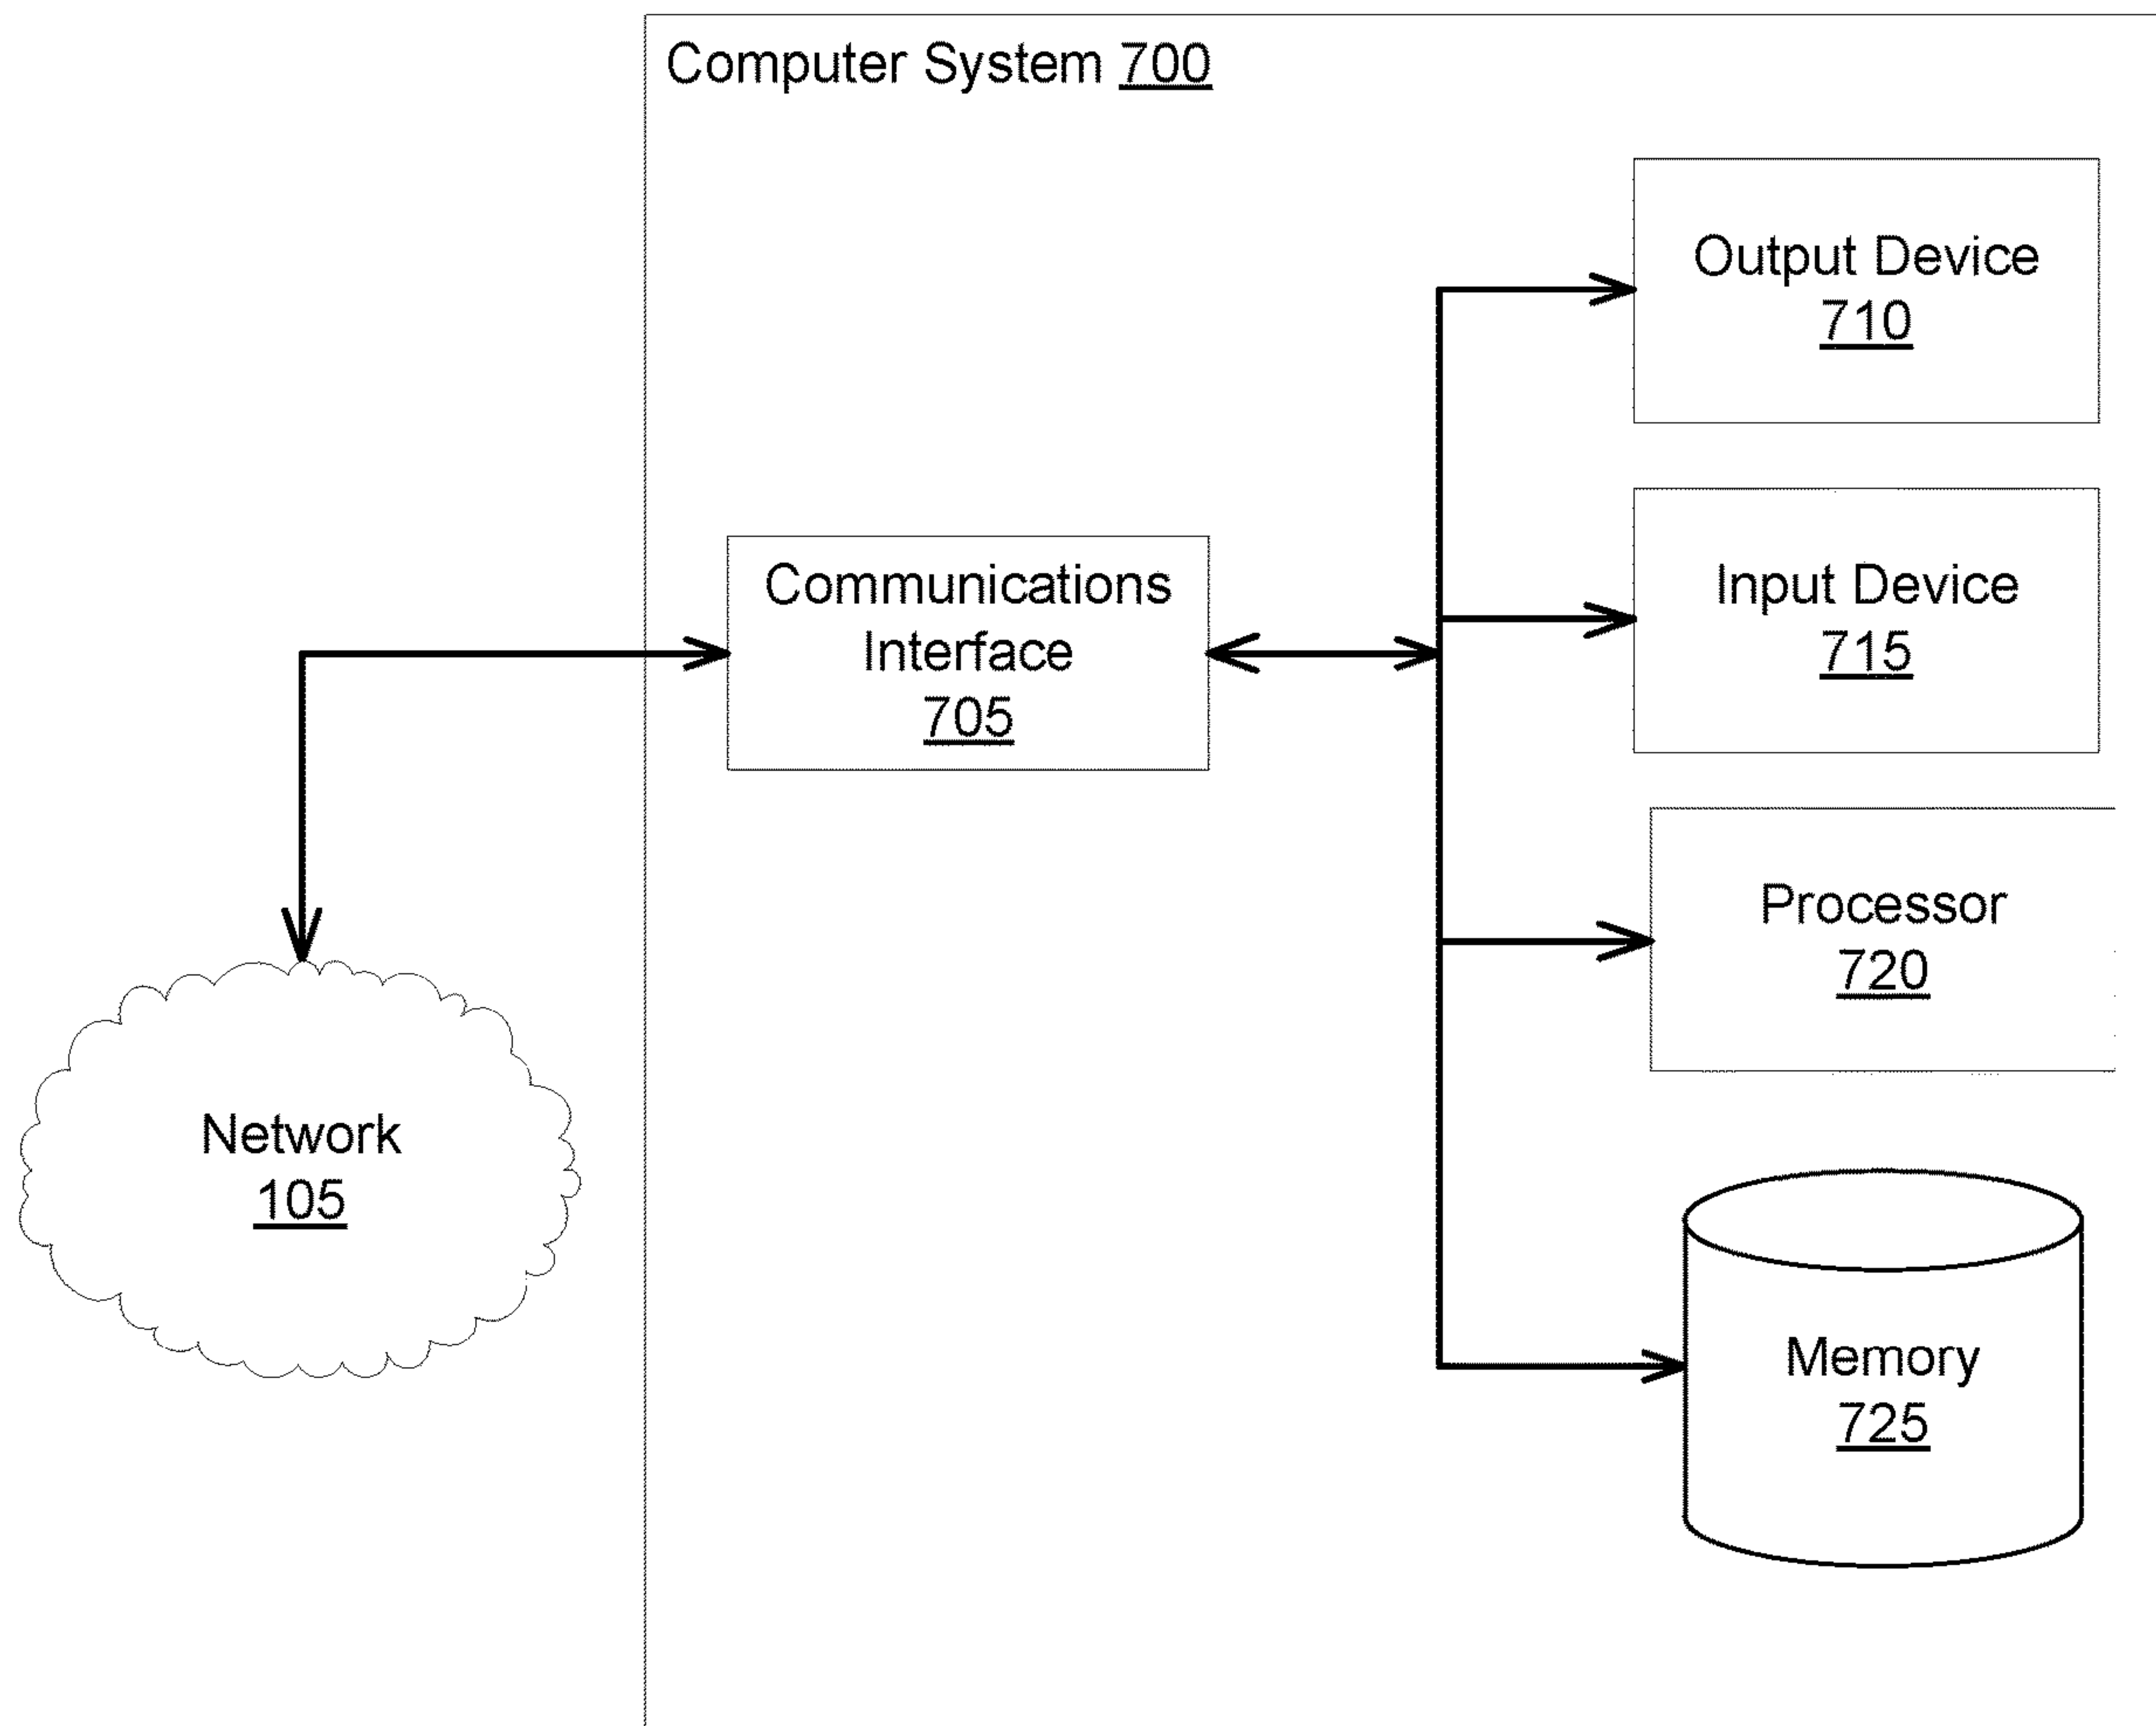 Computer System 700
Output Device
710
Input Device
715
Communications
Interface
705
Processor
720
Network
105
Memory
725